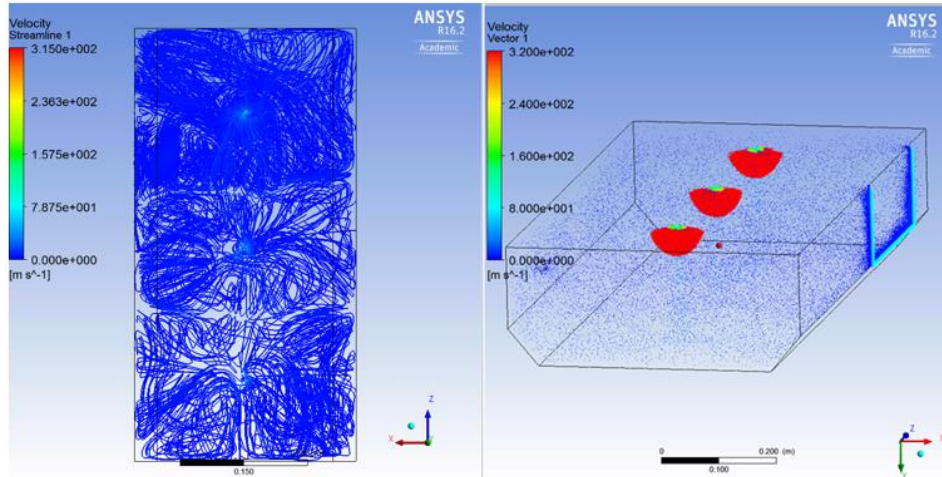 Velocity
Streamline 1
3.150e+002
2.363e+002
1.575e+002
7.875e+001
0.000e+000
[m s^-1]
ANSYS
R16.2
Academic
Z
X
Y
0.150
Velocity
Vector 1
3.200e+002
2.400e+002
1.600e+002
8.000e+001
0.000e+000
[m s^-1]
ANSYS
R16.2
Academic
0 0.200 (m)
0.100
Z
X
Y